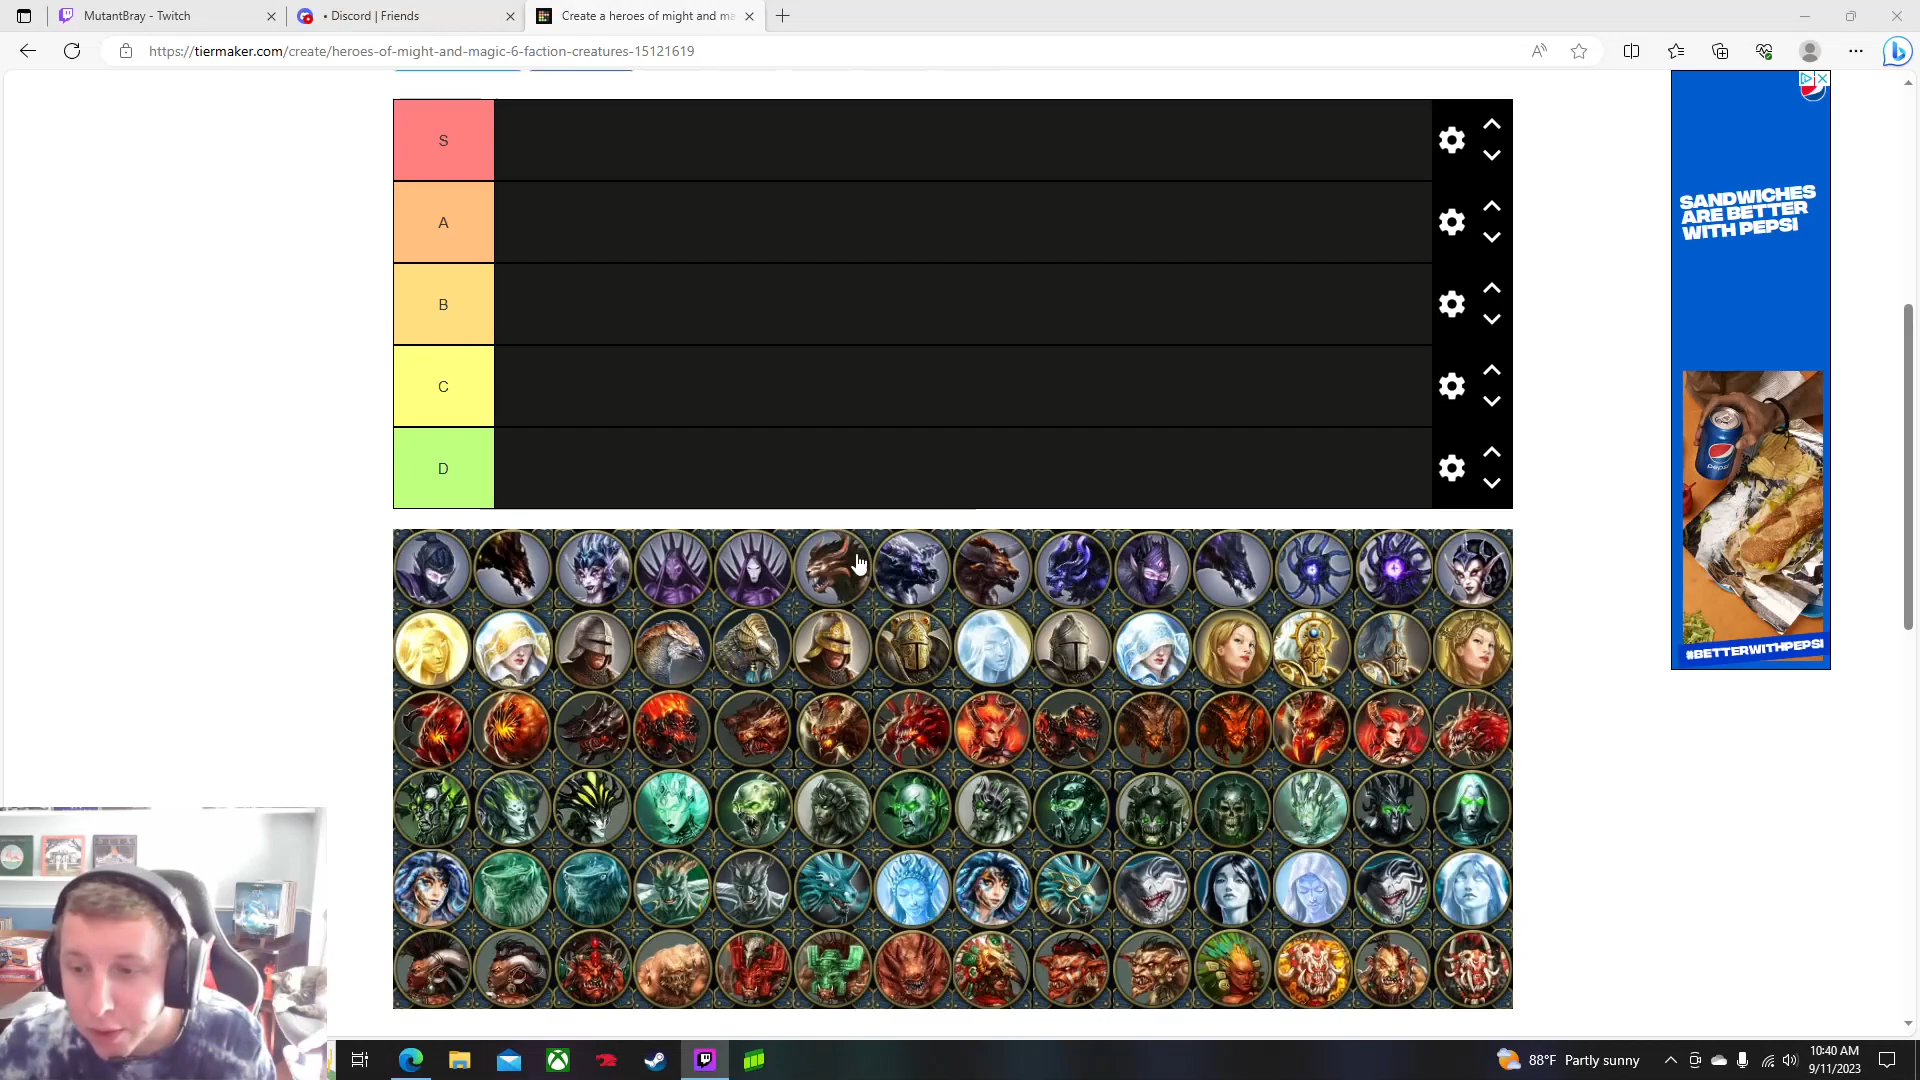 MutantBray - Twitch
• Discord | Friends
Create a heroes of might and ma
https://tiermaker.com/create/heroes-of-might-and-magic-6-faction-creatures-15121619
S
A
B
C
D
SANDWICHES
ARE BETTER
WITH PEPSI
pepsi
#BETTERWITHPEPSI
88°F Partly sunny
10:40 AM
9/11/2023